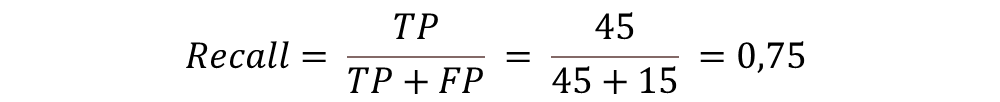 Recall = TP / TP + FP = 45 / 45 + 15 = 0,75